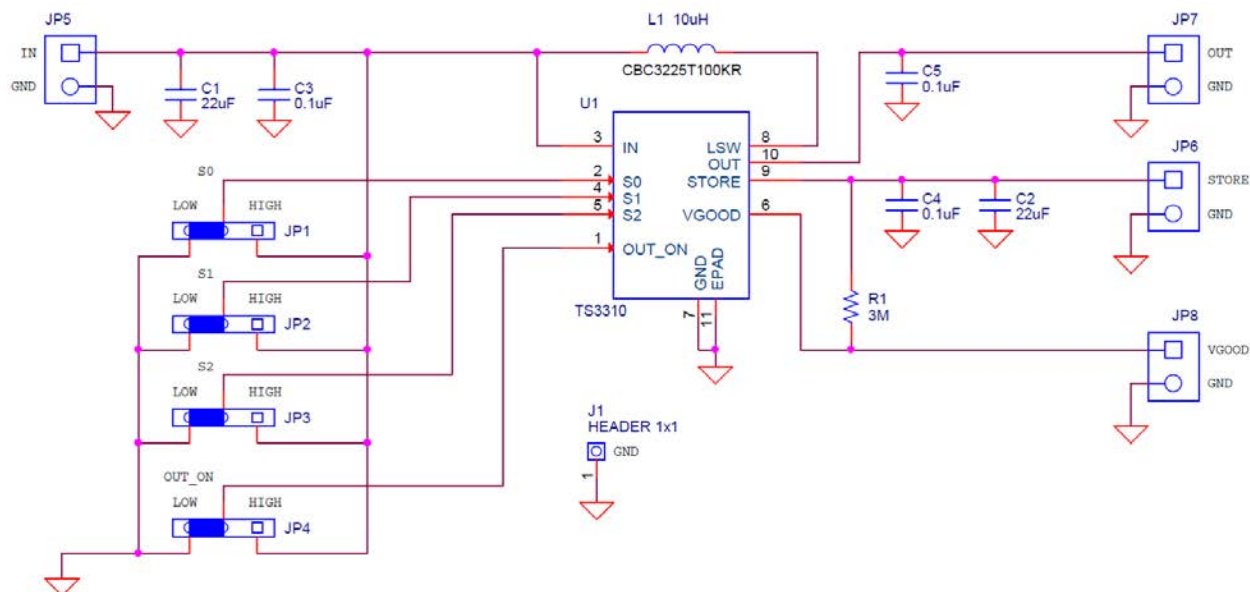 JP5
IN
GND
C1
22uF
C3
0.1uF
L1 10uH
CBC3225T100KR
C5
0.1uF
JP7
OUT
GND
U1
3
IN
2
S0
4
S1
5
S2
1
OUT_ON
LSW
8
OUT
10
STORE
9
VGOOD
6
GND
EPAD
7
11
TS3310
JP6
STORE
GND
C4
0.1uF
C2
22uF
R1
3M
JP8
VGOOD
GND
S0
LOW HIGH
JP1
S1
LOW HIGH
JP2
S2
LOW HIGH
JP3
OUT_ON
LOW HIGH
JP4
J1
HEADER 1x1
GND
1